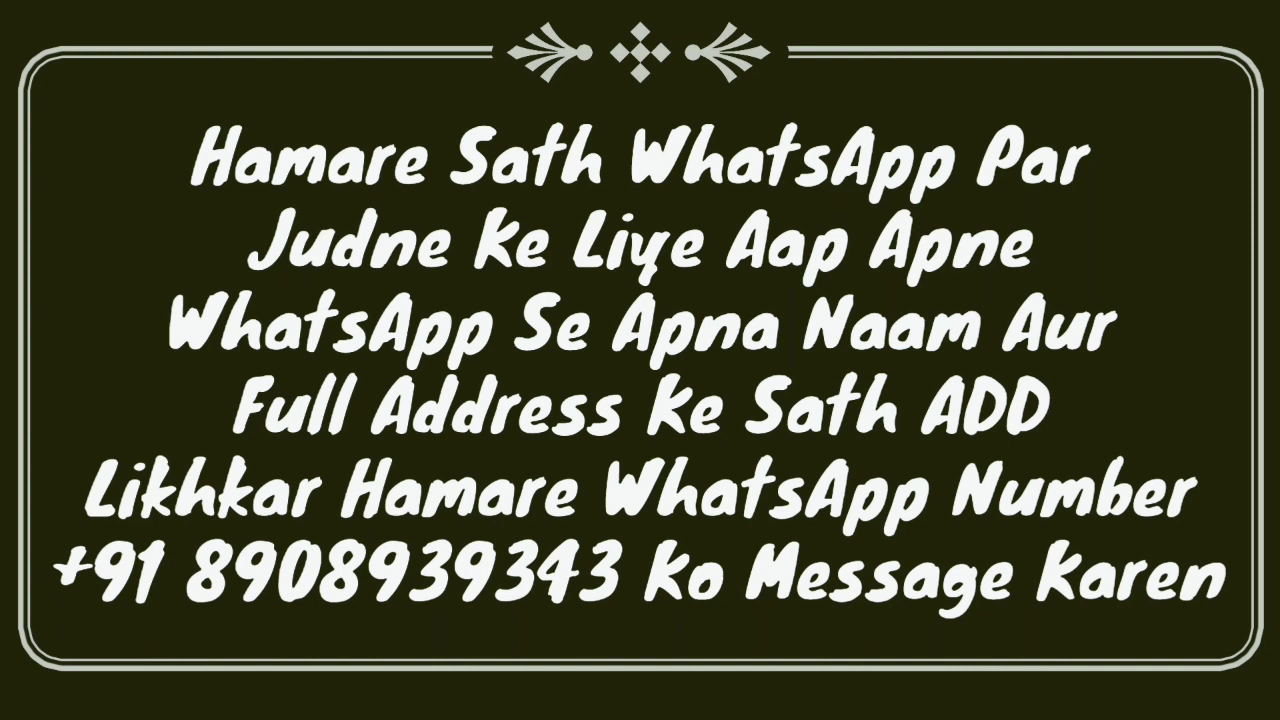 Hamare Sath WhatsApp Par
Judne Ke Liye Aap Apne
WhatsApp Se Apna Naam Aur
Full Address Ke Sath ADD
Likhkar Hamare WhatsApp Number
+91 8908939343 Ko Message Karen